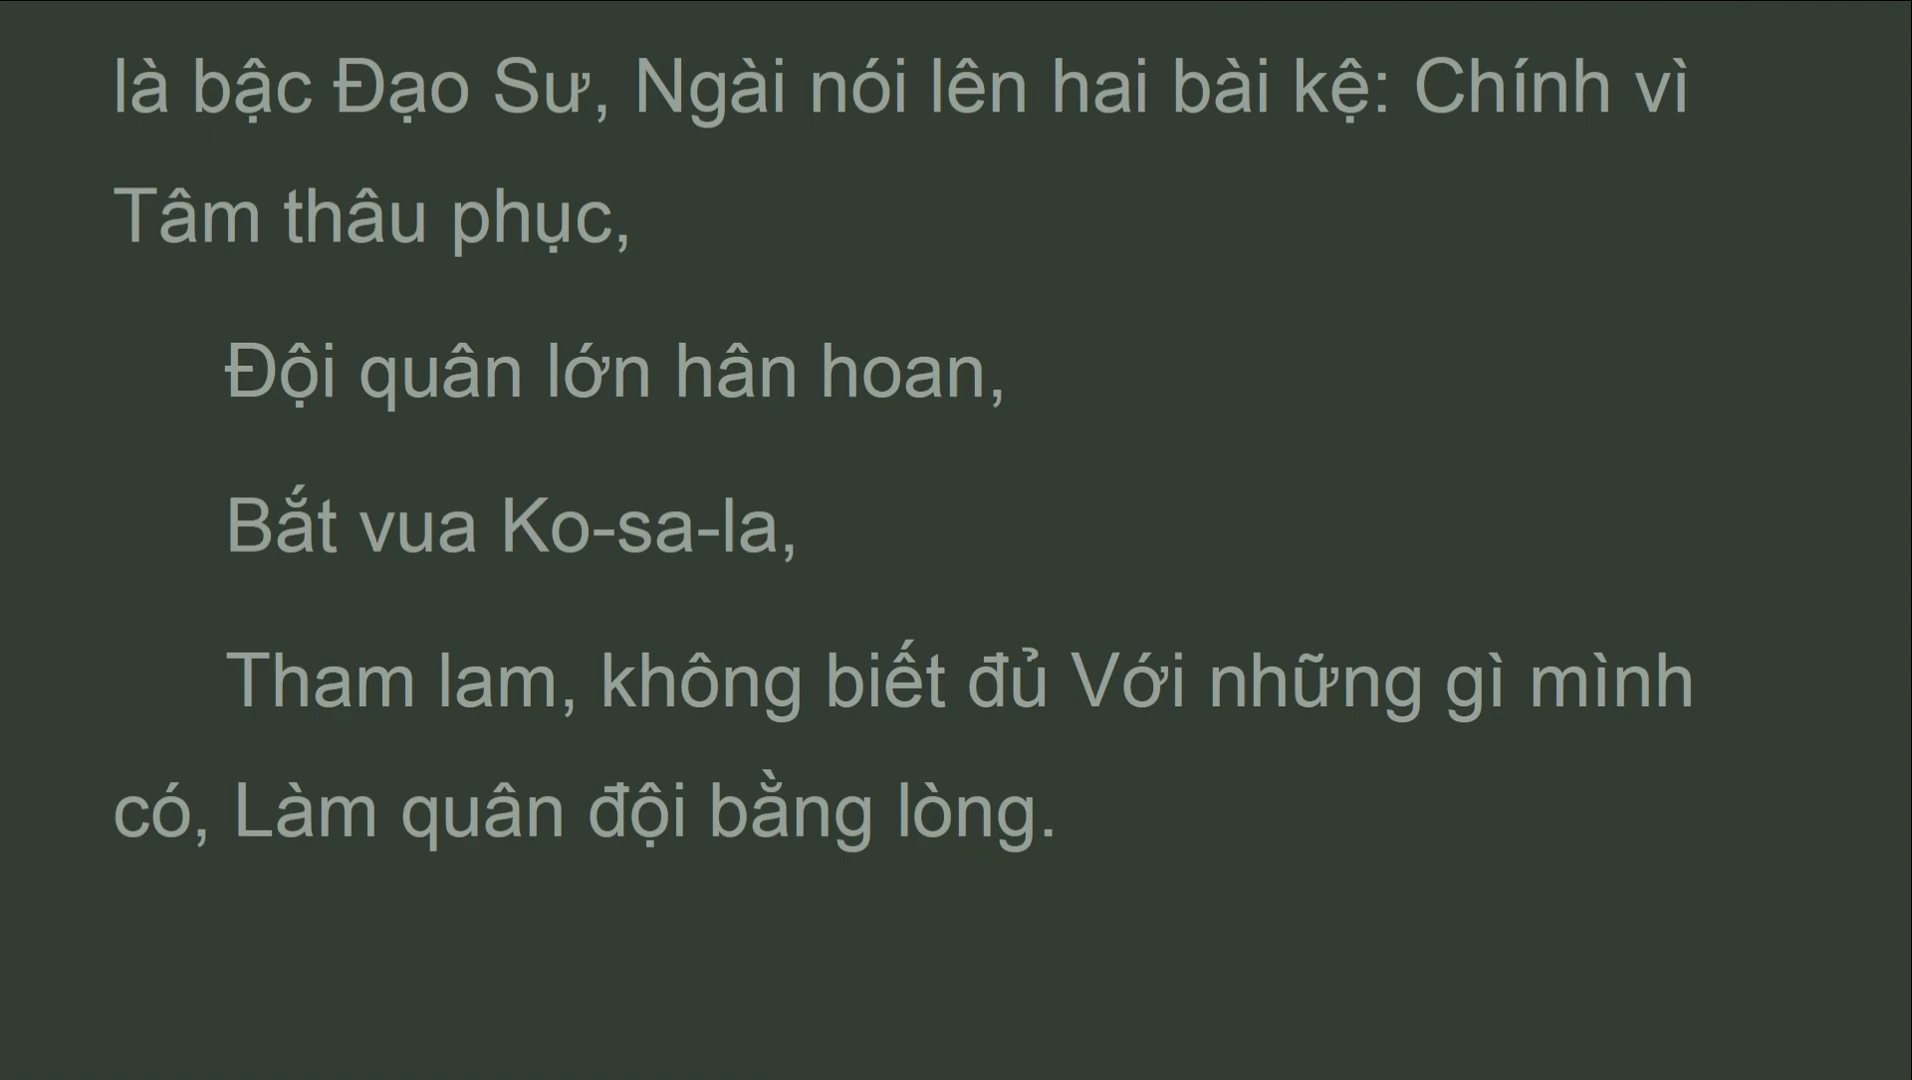 là bậc Đạo Sư, Ngài nói lên hai bài kệ: Chính vì
Tâm thâu phục,
Đội quân lớn hân hoan,
Bắt vua Ko-sa-la,
Tham lam, không biết đủ Với những gì mình
có, Làm quân đội bằng lòng.